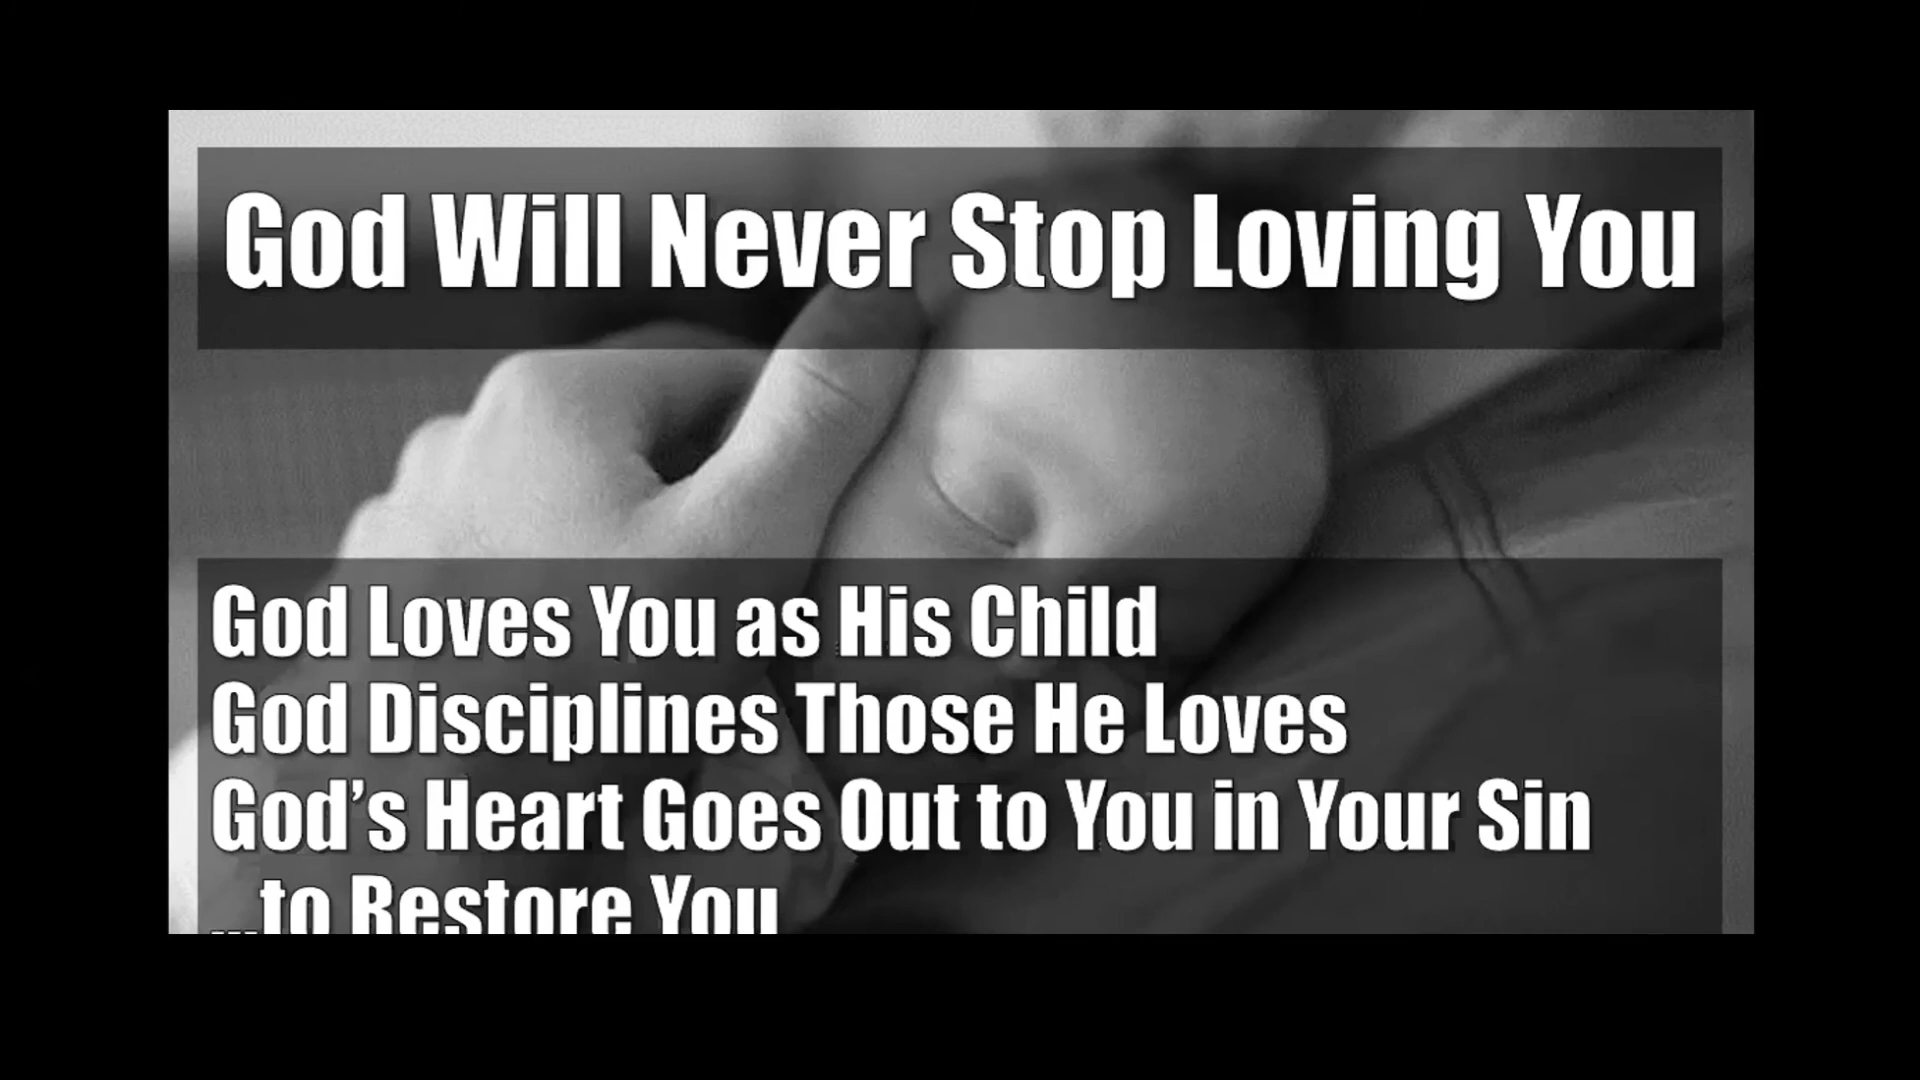 God Will Never Stop Loving You
God Loves You as His Child
God Disciplines Those He Loves
God's Heart Goes Out to You in Your Sin
...to Restore You